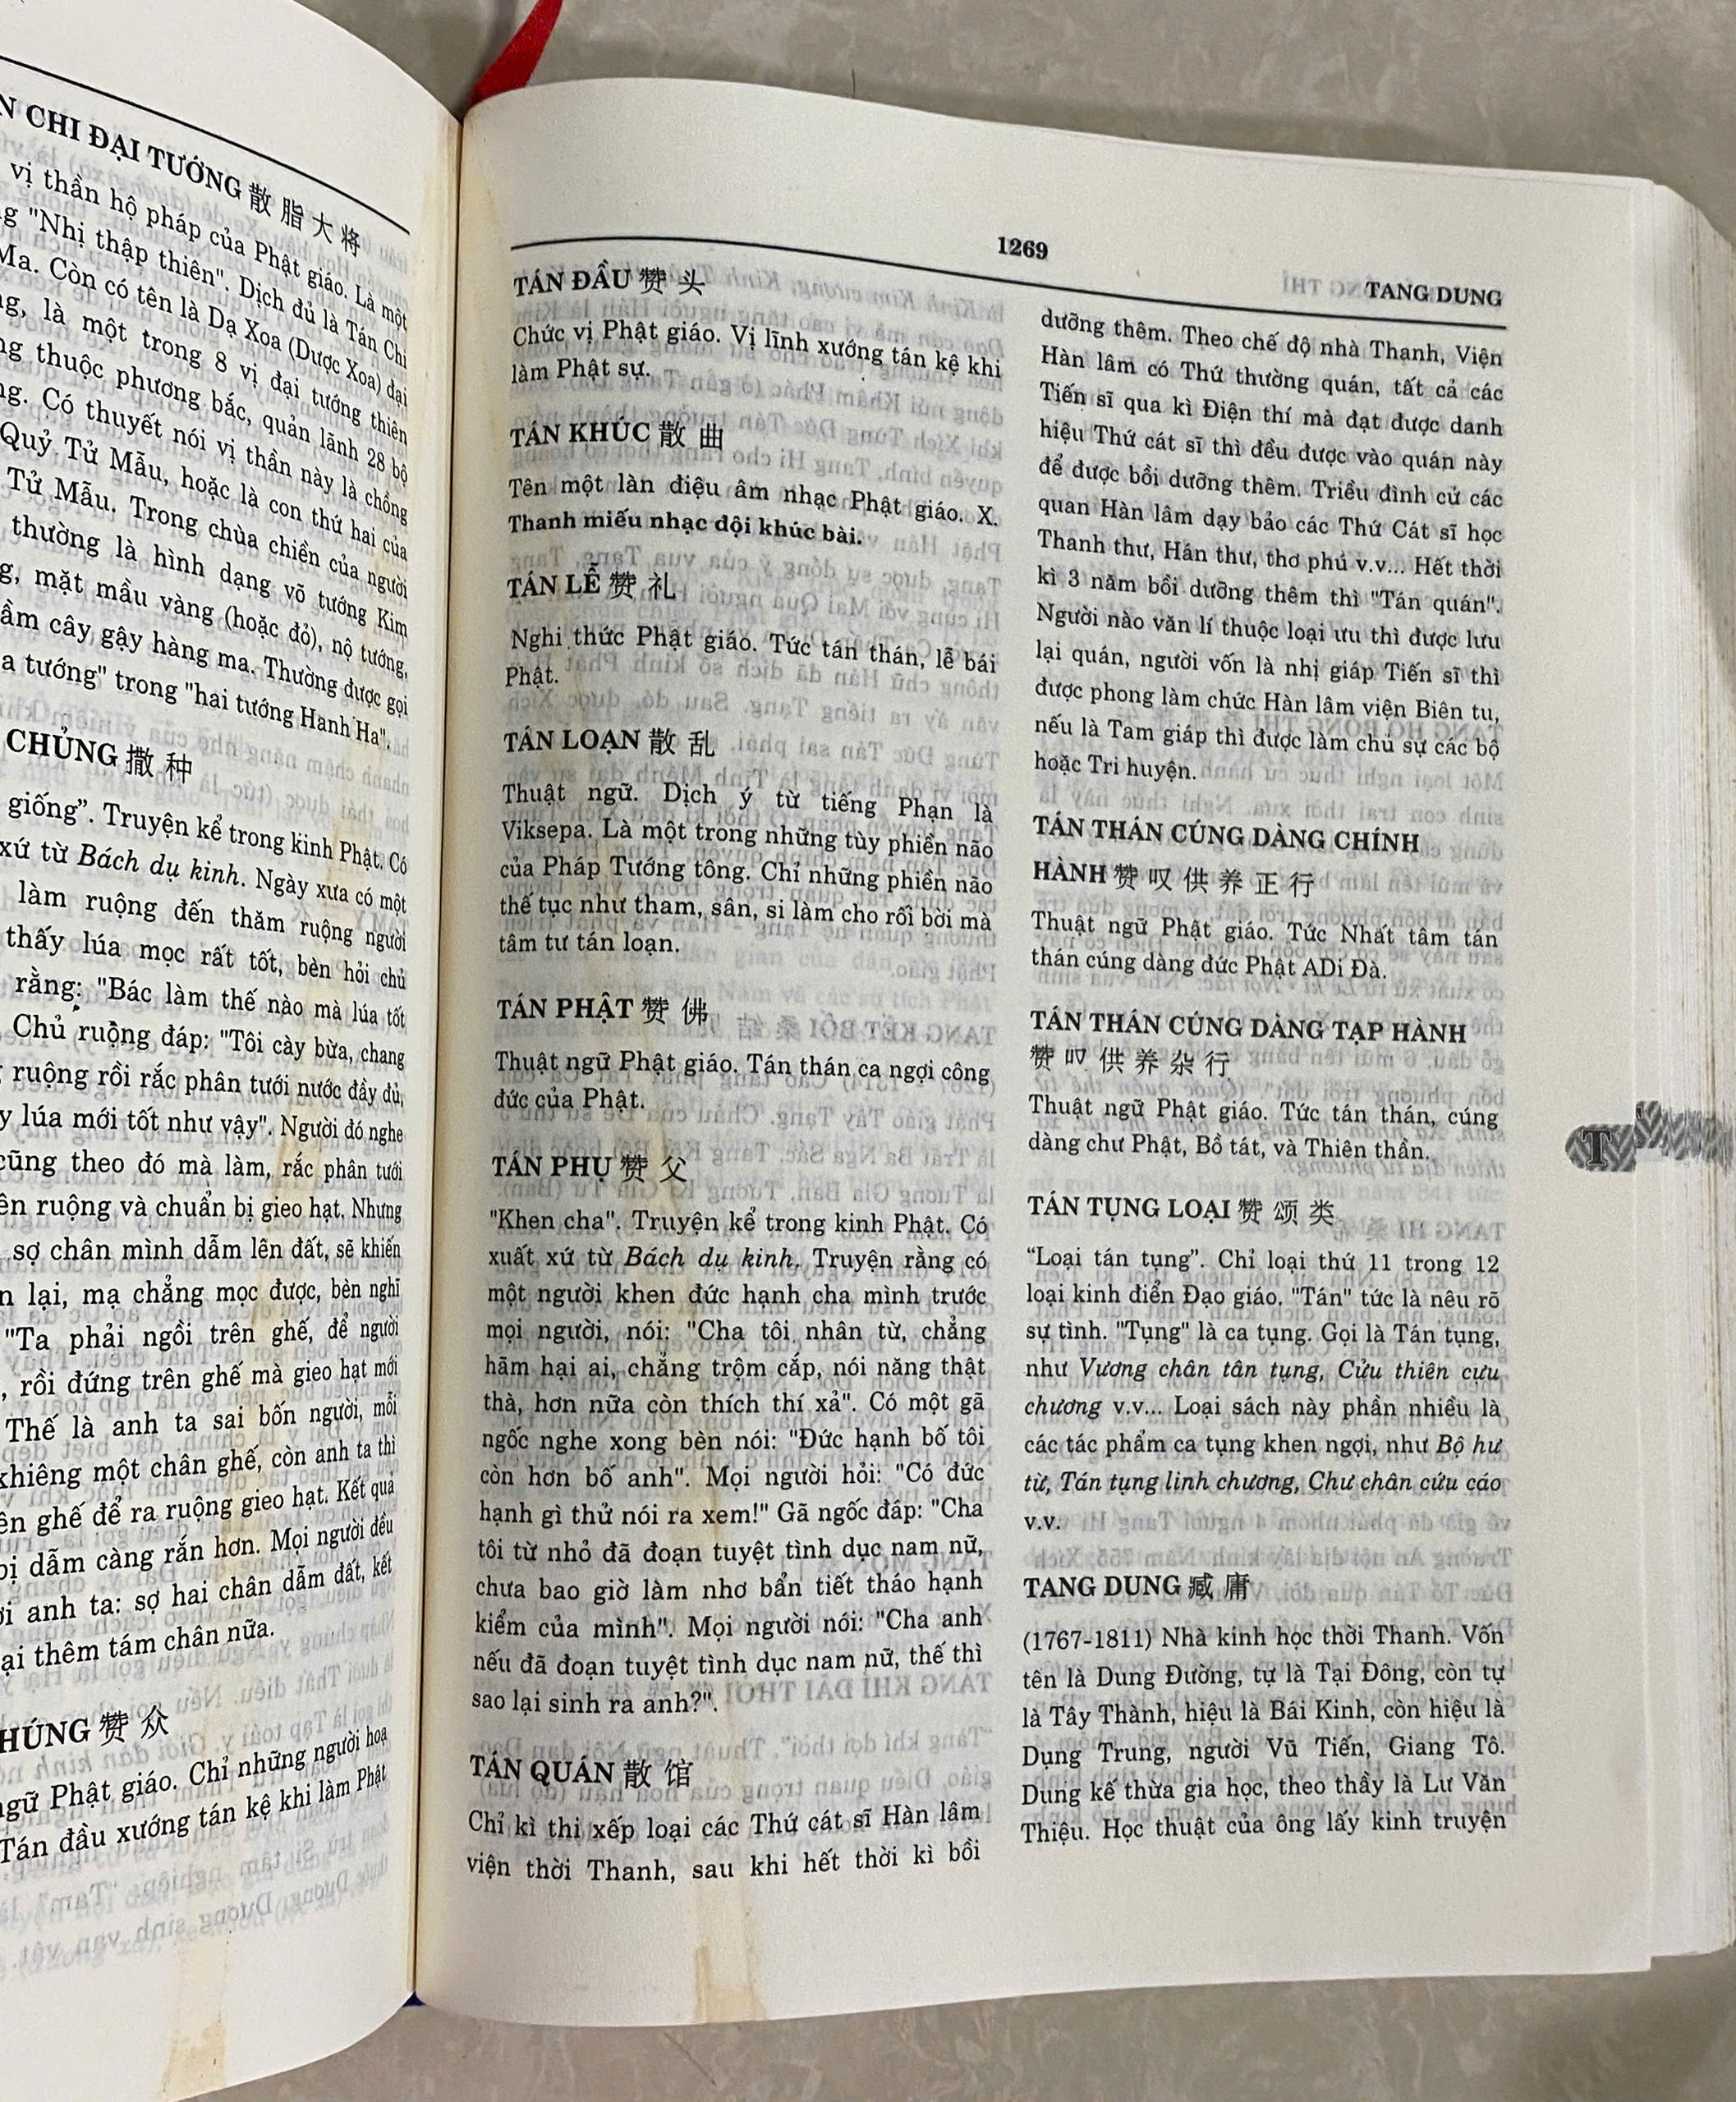 CHI ĐẠI TƯỚNG 散脂大将
vị thần hộ pháp của Phật giáo. Là một
"Nhị thập thiên". Dịch đủ là Tán Chi
Ma. Còn có tên là Dạ Xoa (Dược Xoa) đại
là một trong 8 vị đại tướng thiên
thuộc phương bắc, quản lãnh 28 bộ
Có thuyết nói vị thần này là chồng
Quỷ Tử Mẫu, hoặc là con thứ hai của
Tử Mẫu. Trong chùa chiền của người
thường là hình dạng võ tướng Kim
mặt mầu vàng (hoặc đỏ), nộ tướng,
cây gậy hàng ma. Thường được gọi
tướng" trong "hai tướng Hanh Ha".
CHỦNG 撒种
giống”. Truyện kể trong kinh Phật. Có
xứ từ Bách dụ kinh. Ngày xưa có một
làm ruộng đến thăm ruộng người
thấy lúa mọc rất tốt, bèn hỏi chủ
rằng: "Bác làm thế nào mà lúa tốt
Chủ ruộng đáp: "Tôi cày bừa, chang
ruộng rồi rắc phân tưới nước đầy đủ,
lúa mới tốt như vậy". Người đó nghe
cũng theo đó mà làm, rắc phân tưới
ruộng và chuẩn bị gieo hạt. Nhưng
sợ chân mình dẫm lên đất, sẽ khiến
lại, mạ chẳng mọc được, bèn nghĩ
"Ta phải ngồi trên ghế, để người
rồi đứng trên ghế mà gieo hạt mới
Thế là anh ta sai bốn người, mỗi
khiêng một chân ghế, còn anh ta thì
ghế để ra ruộng gieo hạt. Kết quả
bị dẫm càng rắn hơn. Mọi người đều
anh ta: sợ hai chân dẫm đất, kết
thêm tám chân nữa.
赞众
ngữ Phật giáo. Chỉ những người hoạ
Tán đầu xướng tán kệ khi làm Phật
1269
TANG DUNG
TÁN ĐẦU 赞头
Chức vị Phật giáo. Vị lĩnh xướng tán kệ khi
làm Phật sự.
TÁN KHÚC 散曲
Tên một làn điệu âm nhạc Phật giáo. X.
Thanh miếu nhạc đội khúc bài.
TÁN LỄ 赞礼
Nghi thức Phật giáo. Tức tán thán, lễ bái
Phật.
TÁN LOẠN 散乱
Thuật ngữ. Dịch ý từ tiếng Phạn là
Viksepa. Là một trong những tùy phiền não
của Pháp Tướng tông. Chỉ những phiền não
thế tục như tham, sân, si làm cho rối bời mà
tâm tư tán loạn.
TÁN PHẬT 赞佛
Thuật ngữ Phật giáo. Tán thán ca ngợi công
đức của Phật.
TÁN PHỤ 赞父
"Khen cha". Truyện kể trong kinh Phật. Có
xuất xứ từ Bách dụ kinh. Truyện rằng có
một người khen đức hạnh cha mình trước
mọi người, nói: "Cha tôi nhân từ, chẳng
hãm hại ai, chẳng trộm cắp, nói năng thật
thà, hơn nữa còn thích thí xả". Có một gã
ngốc nghe xong bèn nói: "Đức hạnh bố tôi
còn hơn bố anh". Mọi người hỏi: "Có đức
hạnh gì thử nói ra xem!" Gã ngốc đáp: "Cha
tôi từ nhỏ đã đoạn tuyệt tình dục nam nữ,
chưa bao giờ làm nhơ bẩn tiết tháo hạnh
kiểm của mình". Mọi người nói: "Cha anh
nếu đã đoạn tuyệt tình dục nam nữ, thế thì
sao lại sinh ra anh?".
TÁN QUÁN 散馆
Chỉ kì thi xếp loại các Thứ cát sĩ Hàn lâm
viện thời Thanh, sau khi hết thời kì bồi
dưỡng thêm. Theo chế độ nhà Thanh, Viện
Hàn lâm có Thứ thường quán, tất cả các
Tiến sĩ qua kì Điện thí mà đạt được danh
hiệu Thứ cát sĩ thì đều được vào quán này
để được bồi dưỡng thêm. Triều đình cử các
quan Hàn lâm dạy bảo các Thứ Cát sĩ học
Thanh thư, Hán thư, thơ phú v.v... Hết thời
kì 3 năm bồi dưỡng thêm thì "Tán quán".
Người nào văn lí thuộc loại ưu thì được lưu
lại quán, người vốn là nhị giáp Tiến sĩ thì
được phong làm chức Hàn lâm viện Biên tu,
nếu là Tam giáp thì được làm chủ sự các bộ
hoặc Tri huyện.
TÁN THÁN CÚNG DÀNG CHÍNH
HÀNH 赞叹供养正行
Thuật ngữ Phật giáo. Tức Nhất tâm tán
thán cúng dàng đức Phật ADi Đà.
TÁN THÁN CÚNG DÀNG TẠP HÀNH
赞叹供养杂行
Thuật ngữ Phật giáo. Tức tán thán, cúng
dàng chư Phật, Bồ tát, và Thiên thần.
T
TÁN TỤNG LOẠI 赞颂类
“Loại tán tụng”. Chỉ loại thứ 11 trong 12
loại kinh điển Đạo giáo. "Tán" tức là nêu rõ
sự tình. "Tụng" là ca tụng. Gọi là Tán tụng,
như Vương chân tân tụng, Cửu thiên cựu
chương v.v... Loại sách này phần nhiều là
các tác phẩm ca tụng khen ngợi, như Bộ hư
từ, Tán tụng linh chương, Chư chân cứu cáo
v.v.
TANG DUNG 臧庸
(1767-1811) Nhà kinh học thời Thanh. Vốn
tên là Dung Đường, tự là Tại Đông, còn tự
là Tây Thành, hiệu là Bái Kinh, còn hiệu là
Dụng Trung, người Vũ Tiến, Giang Tô.
Dung kế thừa gia học, theo thầy là Lư Văn
Thiệu. Học thuật của ông lấy kinh truyện